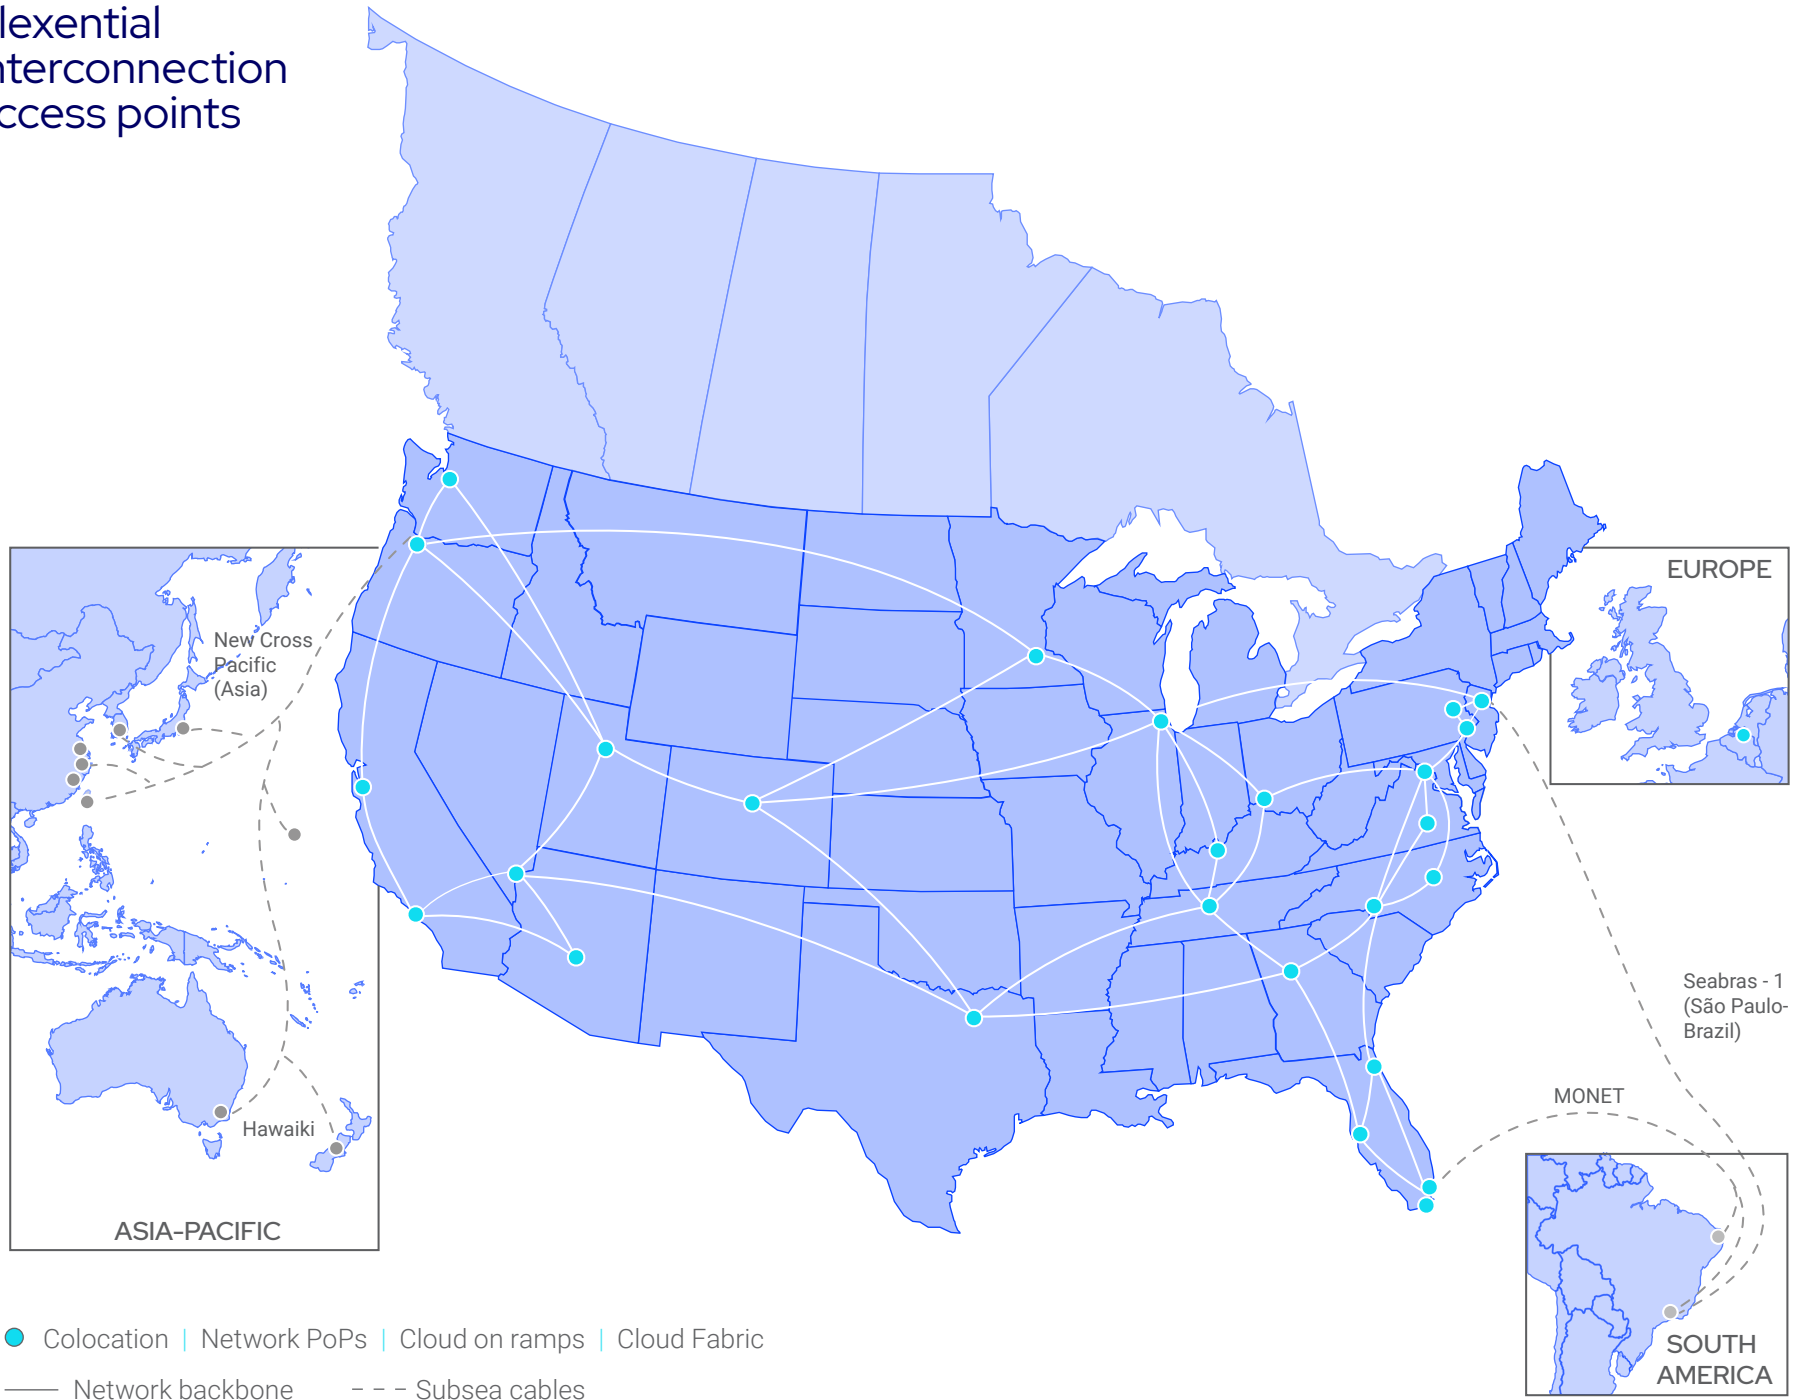 lexential
nterconnection
ccess points
New Cross
Pacific
(Asia)
EUROPE
Seabras - 1
(São Paulo-
Brazil)
MONET
Hawaiki
ASIA-PACIFIC
SOUTH
AMERICA
Colocation | Network PoPs | Cloud on ramps | Cloud Fabric
Network backbone Subsea cables